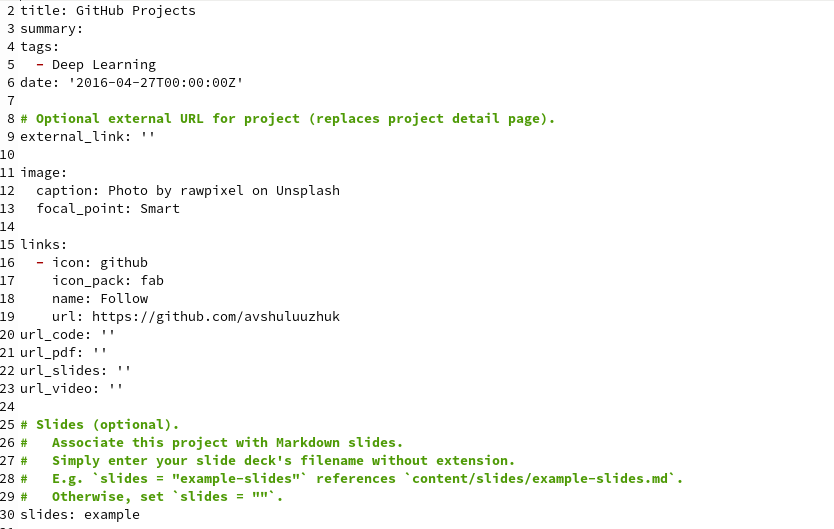 2 title: GitHub Projects
3 summary:
4 tags:
5   - Deep Learning
6 date: '2016-04-27T00:00:00Z'
7
8 # Optional external URL for project (replaces project detail page).
9 external_link: ''
10
11 image:
12   caption: Photo by rawpixel on Unsplash
13   focal_point: Smart
14
15 links:
16   - icon: github
17     icon_pack: fab
18     name: Follow
19     url: https://github.com/avshuluuzhuk
20 url_code: ''
21 url_pdf: ''
22 url_slides: ''
23 url_video: ''
24
25 # Slides (optional).
26 #   Associate this project with Markdown slides.
27 #   Simply enter your slide deck's filename without extension.
28 #   E.g. `slides = "example-slides"` references `content/slides/example-slides.md`.
29 #   Otherwise, set `slides = ""`.
30 slides: example